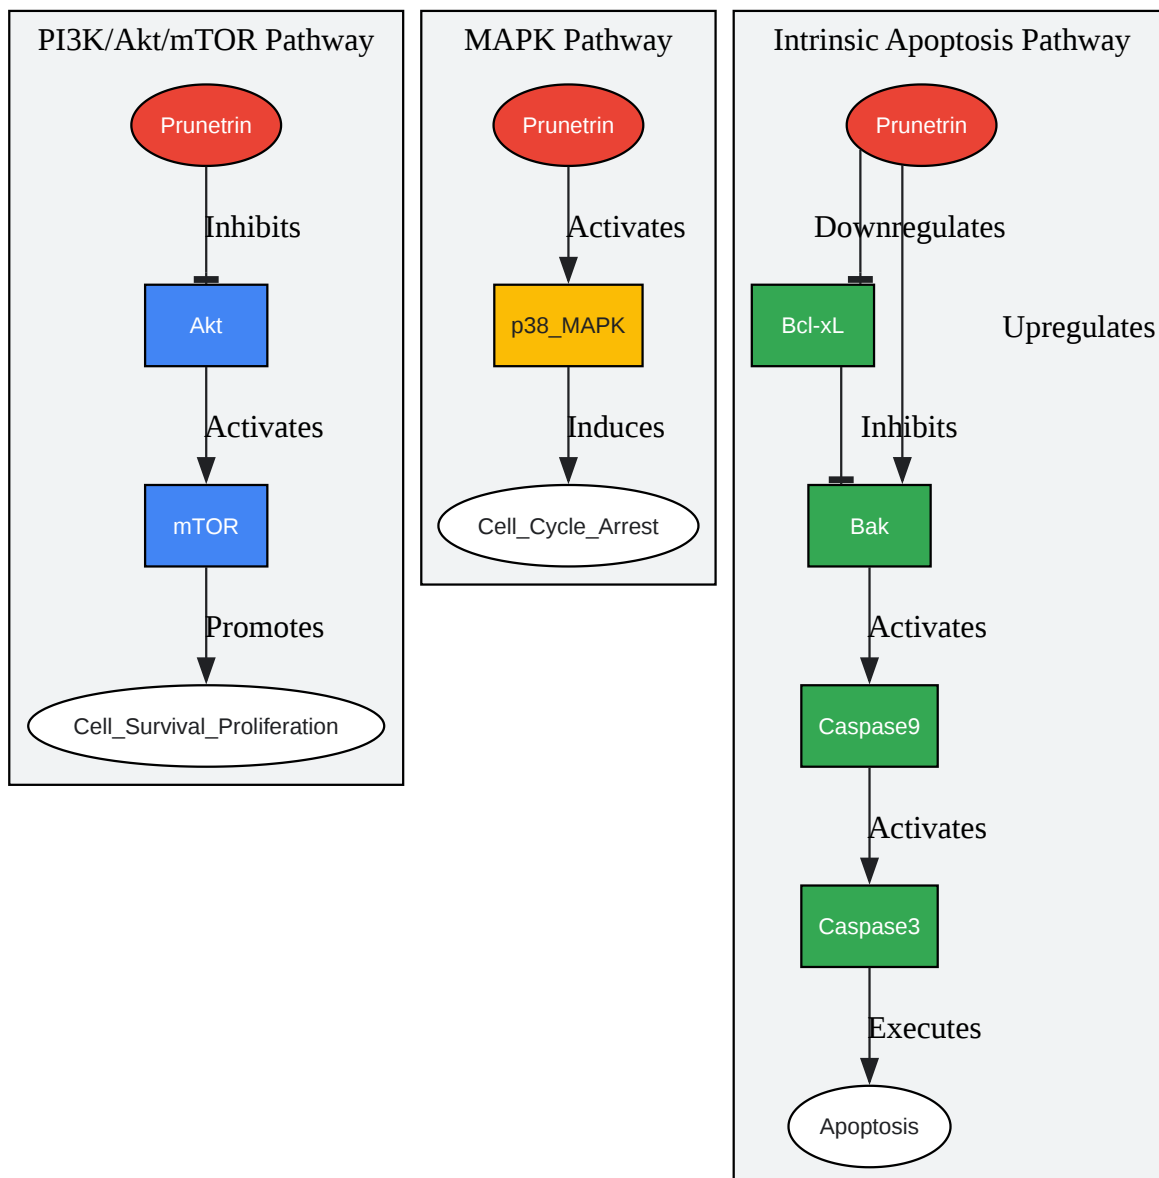 PI3K/Akt/mTOR Pathway
Prunetrin
Inhibits
Akt
Activates
mTOR
Promotes
Cell_Survival_Proliferation
MAPK Pathway
Prunetrin
Activates
p38_MAPK
Induces
Cell_Cycle_Arrest
Intrinsic Apoptosis Pathway
Prunetrin
Downregulates
Bcl-xL
Upregulates
Inhibits
Bak
Activates
Caspase9
Activates
Caspase3
Executes
Apoptosis